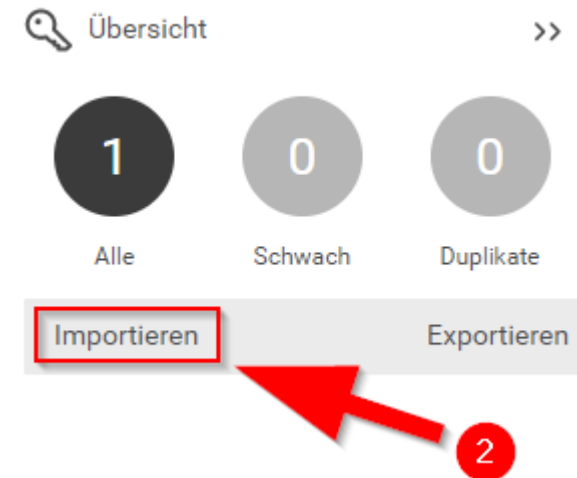 Übersicht >>
1 0 0
Alle Schwach Duplikate
Importieren Exportieren
2